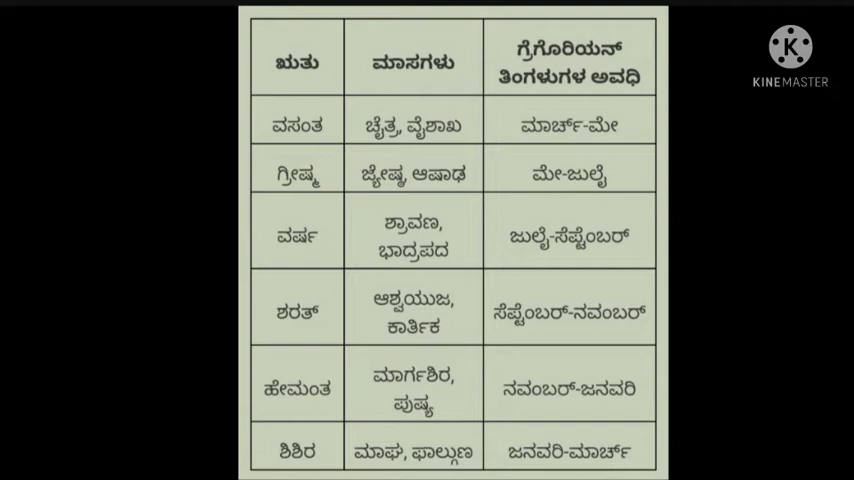 ಋತು
ಮಾಸಗಳು
ಗ್ರೆಗೊರಿಯನ್
ತಿಂಗಳುಗಳ ಅವಧಿ
ವಸಂತ
ಚೈತ್ರ, ವೈಶಾಖ
ಮಾರ್ಚ್-ಮೇ
ಗ್ರೀಷ್ಮ
ಜ್ಯೇಷ್ಠ, ಆಷಾಢ
ಮೇ-ಜುಲೈ
ವರ್ಷ
ಶ್ರಾವಣ,
ಭಾದ್ರಪದ
ಜುಲೈ-ಸೆಪ್ಟೆಂಬರ್
ಶರತ್
ಆಶ್ವಯುಜ,
ಕಾರ್ತಿಕ
ಸೆಪ್ಟೆಂಬರ್-ನವಂಬರ್
ಹೇಮಂತ
ಮಾರ್ಗಶಿರ,
ಪುಷ್ಯ
ನವಂಬರ್-ಜನವರಿ
ಶಿಶಿರ
ಮಾಘ, ಫಾಲ್ಗುಣ
ಜನವರಿ-ಮಾರ್ಚ್
K
KINEMASTER